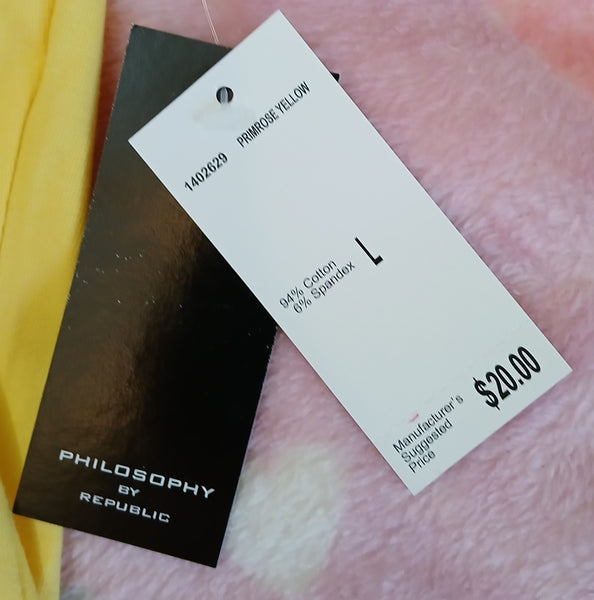 1402629 PRIMROSE YELLOW
94% Cotton
6% Spandex
L
Manufacturer's
Suggested
Price
$20.00
PHILOSOPHY
BY
REPUBLIC